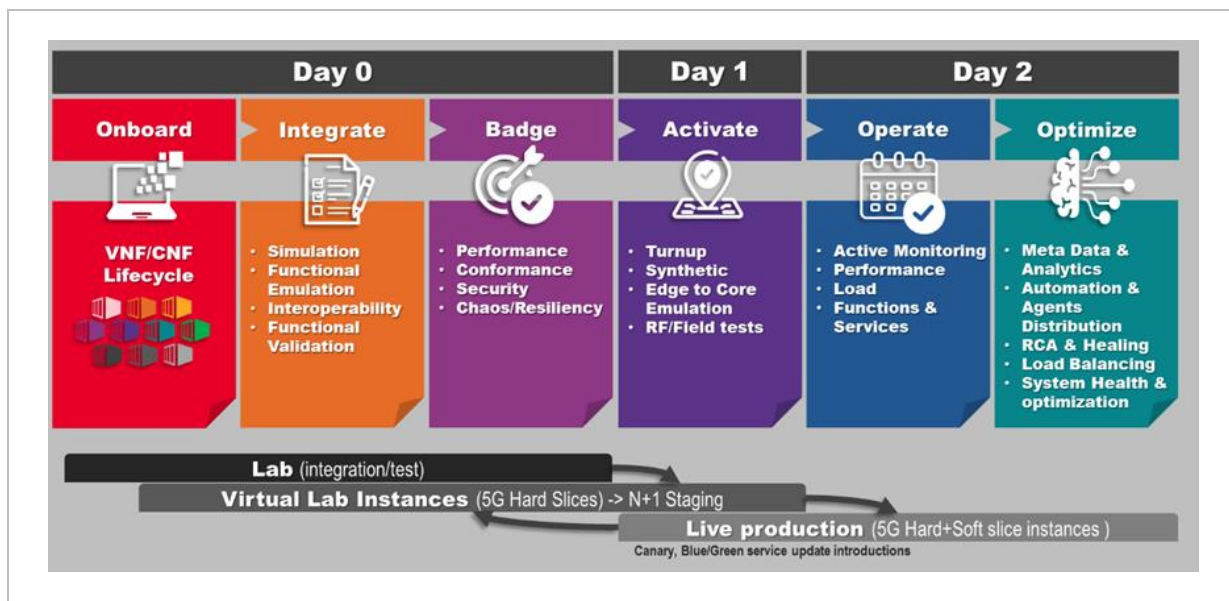 Day 0
Day 1
Day 2
Onboard
Integrate
Badge
Activate
Operate
Optimize
VNF/CNF
Lifecycle
• Simulation
• Functional
Emulation
• Interoperability
• Functional
Validation
• Performance
• Conformance
• Security
• Chaos/Resiliency
• Turnup
• Synthetic
• Edge to Core
Emulation
• RF/Field tests
• Active Monitoring
• Performance
• Load
• Functions &
Services
• Meta Data &
Analytics
• Automation &
Agents
Distribution
• RCA & Healing
• Load Balancing
• System Health &
optimization
Lab (integration/test)
Virtual Lab Instances (5G Hard Slices) -> N+1 Staging
Live production (5G Hard+Soft slice instances )
Canary, Blue/Green service update introductions